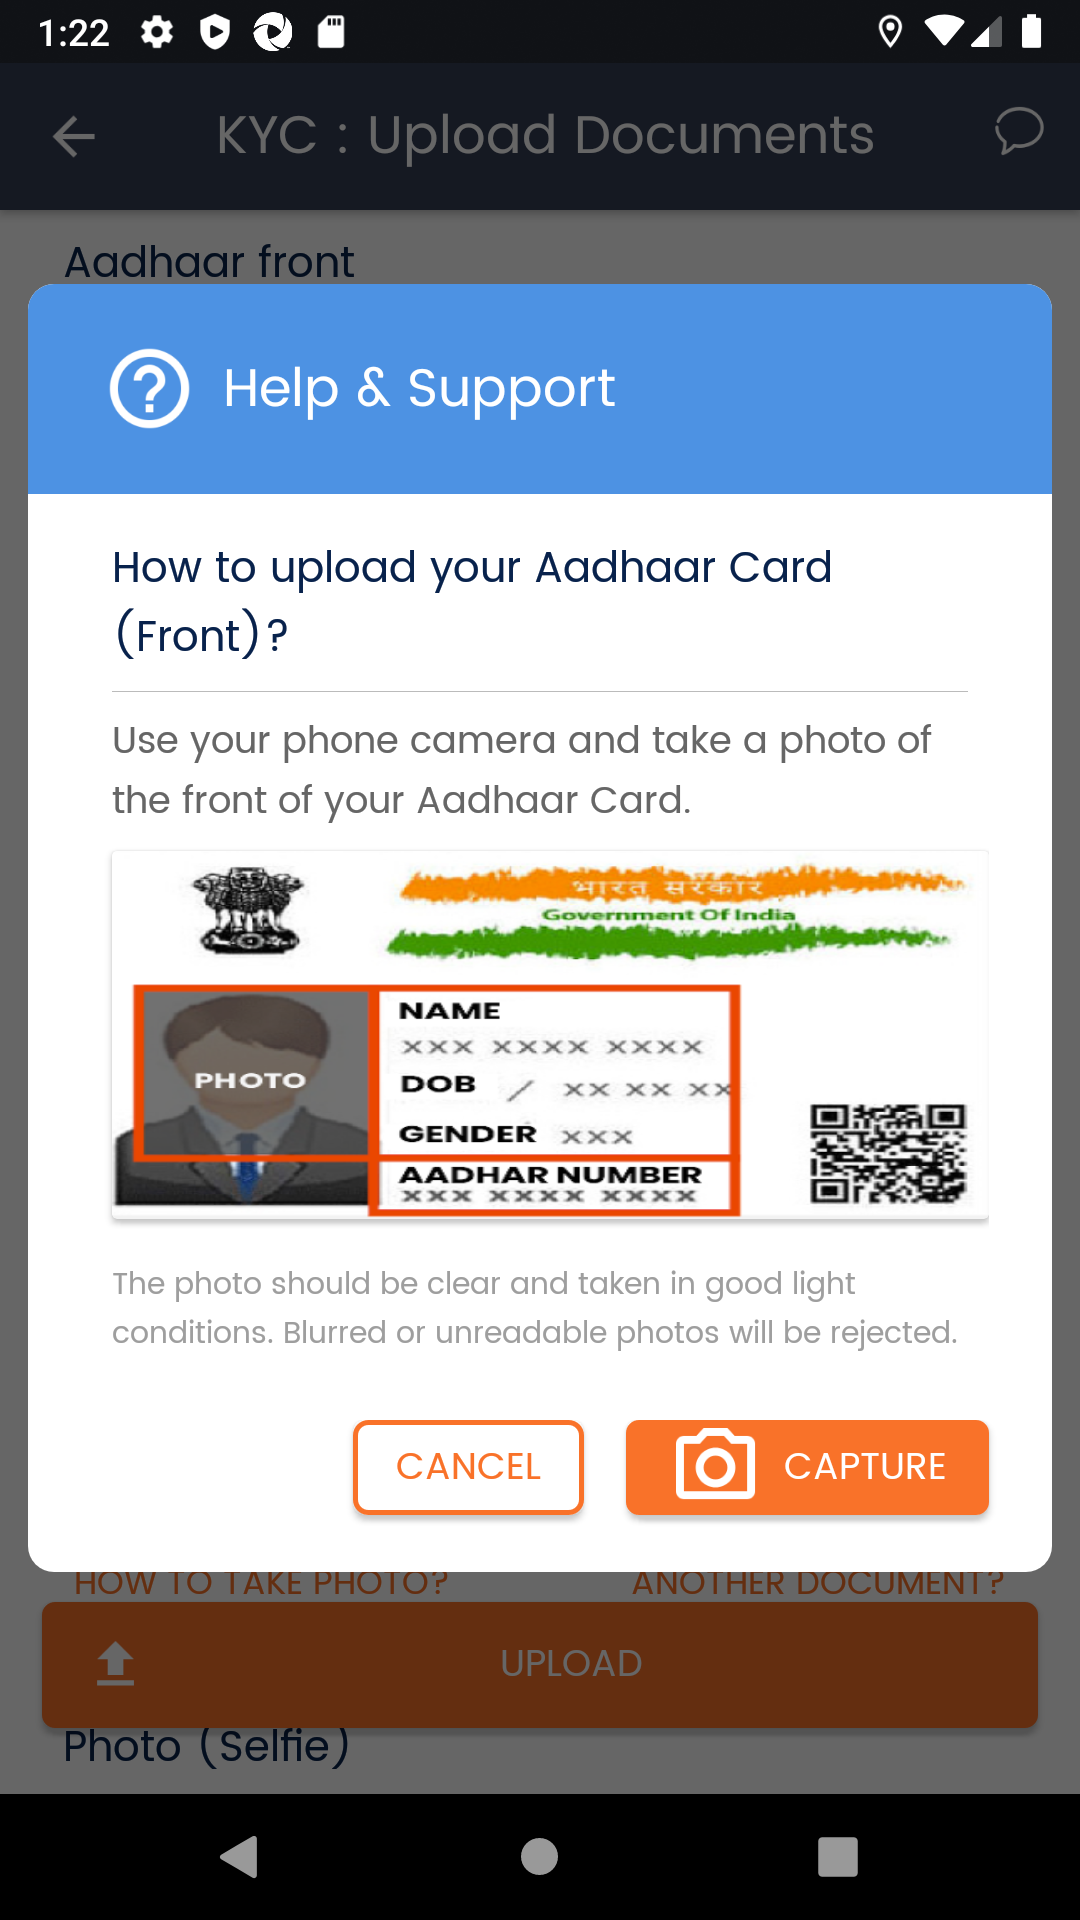 1:22
KYC : Upload Documents
Aadhaar front
Help & Support
How to upload your Aadhaar Card
(Front)?
Use your phone camera and take a photo of
the front of your Aadhaar Card.
भारत सरकार
Government Of India
NAME
XXX XXXX XXXX
PHOTO
DOB / XX XX XX
GENDER XXX
AADHAR NUMBER
XXX XXXX XXXX
The photo should be clear and taken in good light
conditions. Blurred or unreadable photos will be rejected.
CANCEL
CAPTURE
HOW TO TAKE PHOTO?
ANOTHER DOCUMENT?
UPLOAD
Photo (Selfie)